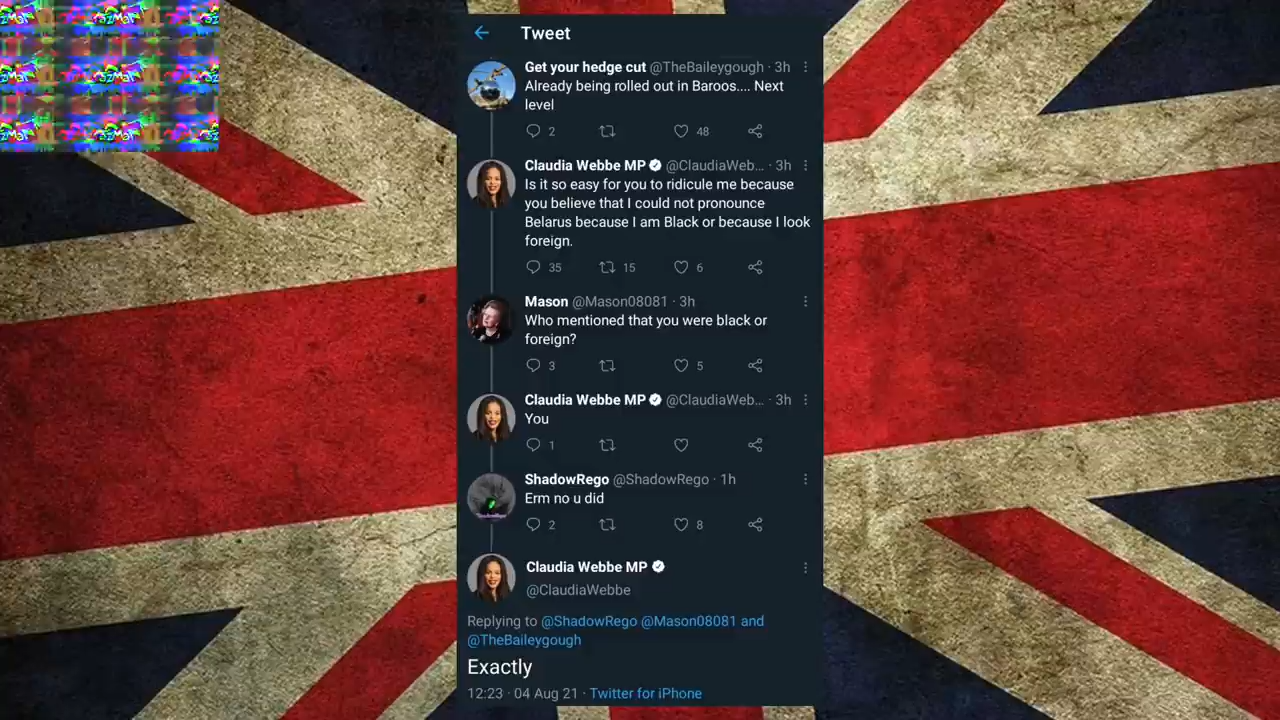 Tweet
Get your hedge cut @TheBaileygough · 3h
Already being rolled out in Baroos.... Next
level
2 48
Claudia Webbe MP @ClaudiaWeb... · 3h
Is it so easy for you to ridicule me because
you believe that I could not pronounce
Belarus because I am Black or because I look
foreign.
35 15 6
Mason @Mason08081 · 3h
Who mentioned that you were black or
foreign?
3 5
Claudia Webbe MP @ClaudiaWeb... · 3h
You
1
ShadowRego @ShadowRego · 1h
Erm no u did
2 8
Claudia Webbe MP
@ClaudiaWebbe
Replying to @ShadowRego @Mason08081 and
@TheBaileygough
Exactly
12:23 · 04 Aug 21 · Twitter for iPhone